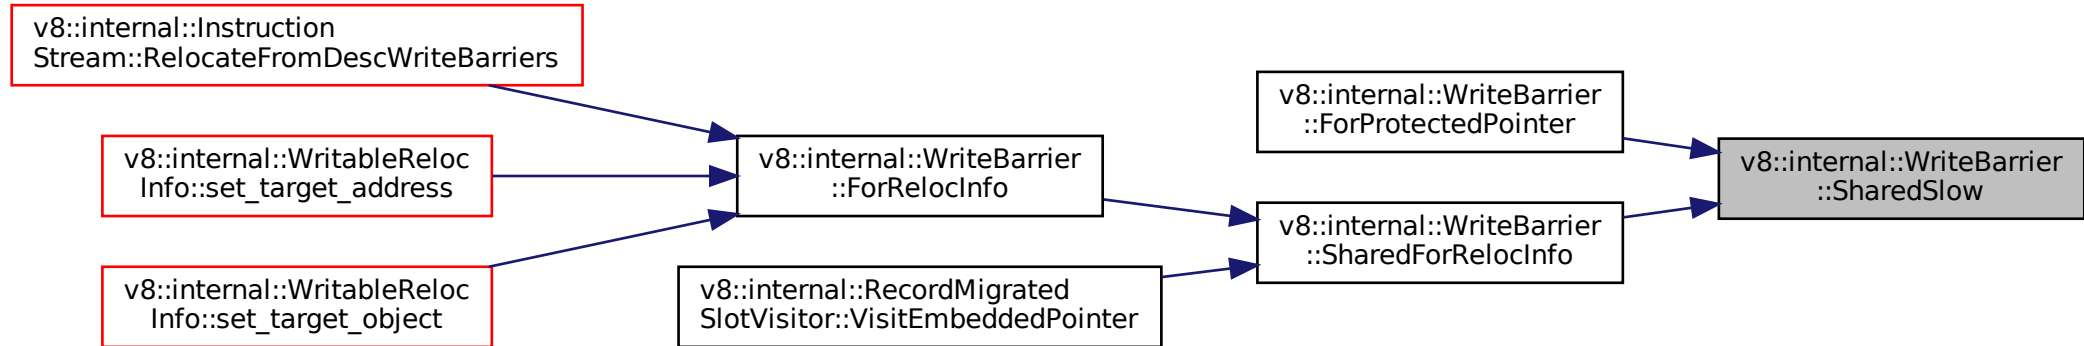 v8::internal::Instruction
Stream::RelocateFromDescWriteBarriers
v8::internal::WritableReloc
Info::set_target_address
v8::internal::WritableReloc
Info::set_target_object
v8::internal::WriteBarrier
::ForRelocInfo
v8::internal::RecordMigrated
SlotVisitor::VisitEmbeddedPointer
v8::internal::WriteBarrier
::ForProtectedPointer
v8::internal::WriteBarrier
::SharedForRelocInfo
v8::internal::WriteBarrier
::SharedSlow